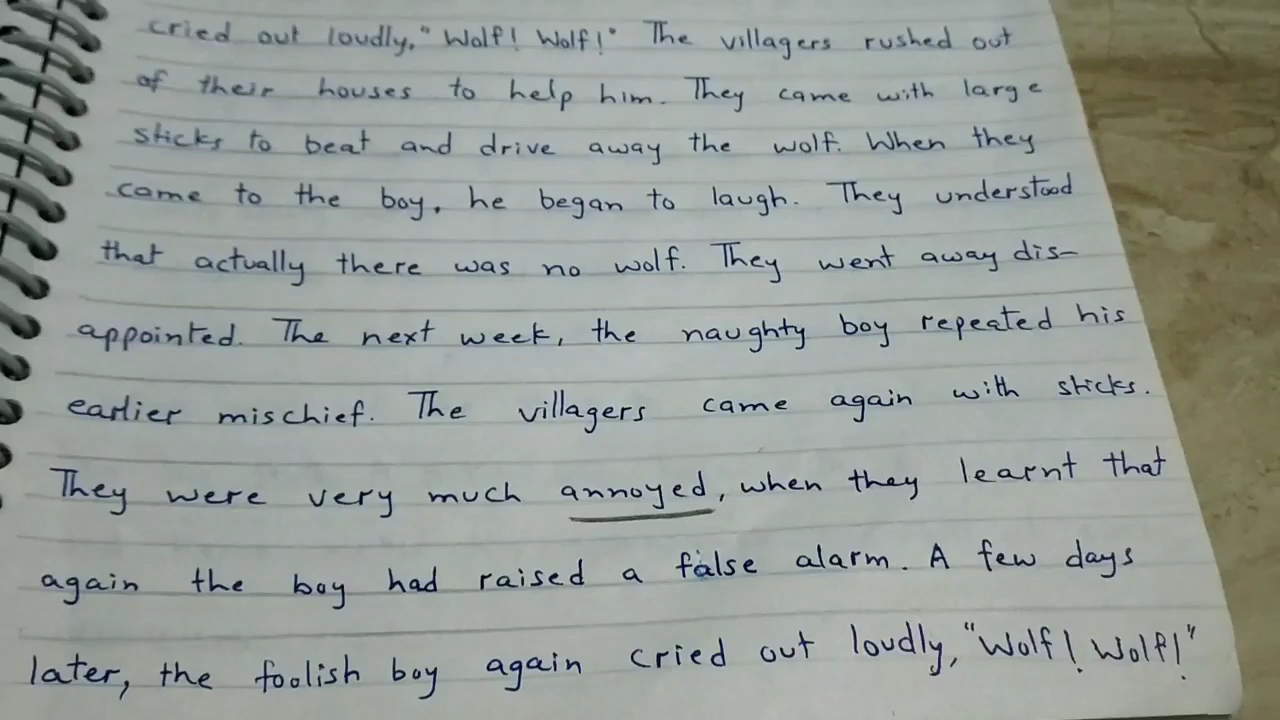 cried out loudly, "Wolf! Wolf!" The villagers rushed out
of their houses to help him. They came with large
sticks to beat and drive away the wolf. When they
came to the boy, he began to laugh. They understood
that actually there was no wolf. They went away dis-
appointed. The next week, the naughty boy repeated his
earlier mischief. The villagers came again with sticks.
They were very much annoyed, when they learnt that
again the boy had raised a false alarm. A few days
later, the foolish boy again cried out loudly, "Wolf! Wolf!"